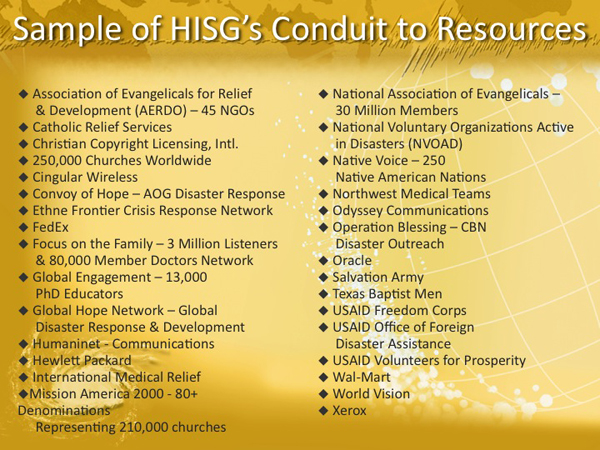 Sample of HISG's Conduit to Resources
◆ Association of Evangelicals for Relief
& Development (AERDO) – 45 NGOs
◆ Catholic Relief Services
◆ Christian Copyright Licensing, Intl.
◆ 250,000 Churches Worldwide
◆ Cingular Wireless
◆ Convoy of Hope – AOG Disaster Response
◆ Ethne Frontier Crisis Response Network
◆ FedEx
◆ Focus on the Family – 3 Million Listeners
& 80,000 Member Doctors Network
◆ Global Engagement – 13,000
PhD Educators
◆ Global Hope Network – Global
Disaster Response & Development
◆ Humaninet - Communications
◆ Hewlett Packard
◆ International Medical Relief
◆Mission America 2000 - 80+
Denominations
Representing 210,000 churches
◆ National Association of Evangelicals –
30 Million Members
◆ National Voluntary Organizations Active
in Disasters (NVOAD)
◆ Native Voice – 250
Native American Nations
◆ Northwest Medical Teams
◆ Odyssey Communications
◆ Operation Blessing – CBN
Disaster Outreach
◆ Oracle
◆ Salvation Army
◆ Texas Baptist Men
◆ USAID Freedom Corps
◆ USAID Office of Foreign
Disaster Assistance
◆ USAID Volunteers for Prosperity
◆ Wal-Mart
◆ World Vision
◆ Xerox